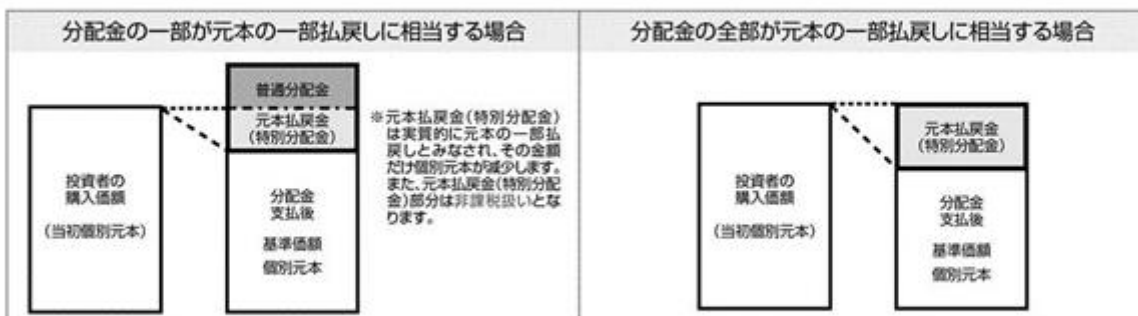 分配金の一部が元本の一部払戻しに相当する場合
普通分配金
元本払戻金
(特別分配金)
※元本払戻金(特別分配金)
は実質的に元本の一部払
戻しとみなされ、その金額
だけ個別元本が減少します。
また、元本払戻金(特別分配
金)部分は非課税扱いとな
ります。
投資者の
購入価額
(当初個別元本)
分配金
支払後
基準価額
個別元本
分配金の全部が元本の一部払戻しに相当する場合
元本払戻金
(特別分配金)
投資者の
購入価額
(当初個別元本)
分配金
支払後
基準価額
個別元本